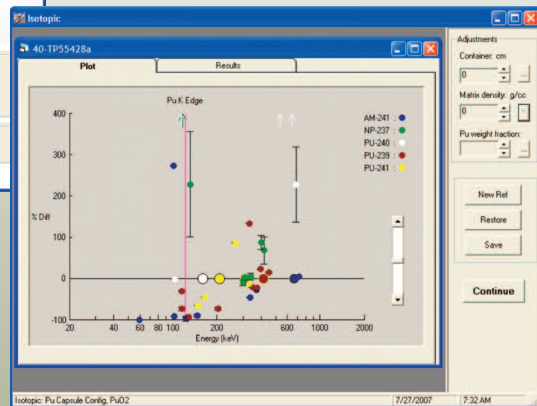 Isotopic
40-TP55428a
Plot
Results
Pu K Edge
AM-241 :
NP-237 :
PU-240 :
PU-239 :
PU-241 :
400
300
200
100
0
-100
% Diff
20 40 60 80 100 200 400 600 1000 2000
Energy (keV)
Adjustments
Container: cm
0
...
Matrix density: g/cc
0
Pu weight fraction:
...
New Ref
Restore
Save
Continue
Isotopic: Pu Capsule Config, PuO2
7/27/2007
7:32 AM